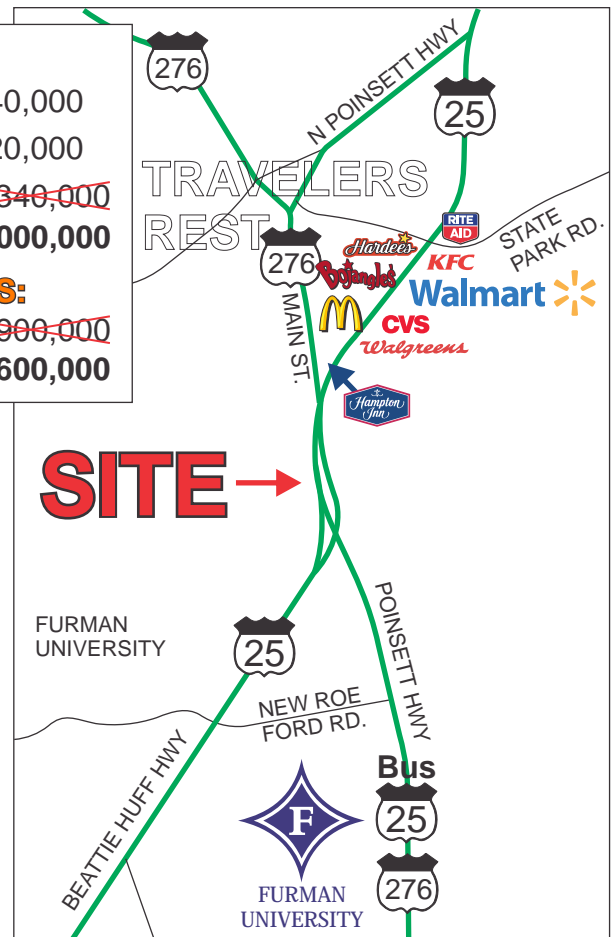 40,000
20,000
340,000
000,000
S:
900,000
600,000
276
N POINSETT HWY
25
TRAVELERS
REST
276
MAIN ST.
Hardee's
Bojangles'
RITE
AID
KFC
STATE
PARK RD.
Walmart
CVS
Walgreens
Hampton
Inn
SITE
FURMAN
UNIVERSITY
25
POINSETT HWY
NEW ROE
FORD RD.
BEATTIE HUFF HWY
Bus
25
276
F
FURMAN
UNIVERSITY